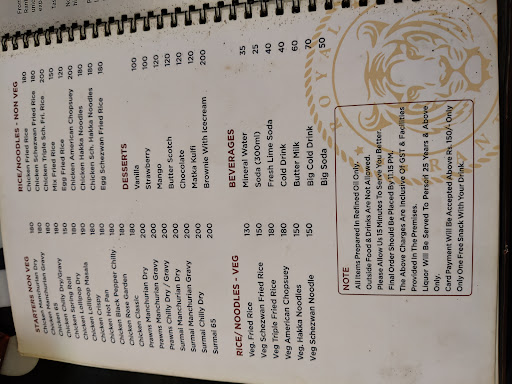 STARTERS NON VEG
Chicken Manchurian Dry 180
Chicken Manchurian Gravy 180
Chicken 65 180
Chicken Chilly Dry/Gravy 180
Chicken Spring Roll 150
Chicken Lollipop Dry 180
Chicken Lollipop Masala 180
Chicken Crispy 180
Chicken Hot Pan 180
Chicken Black Pepper Chilly 180
Chicken Rose Garden 180
Chicken Classic 180
Prawns Manchurian Dry 200
Prawns Manchurian Gravy 200
Prawns Chilly Dry / Gravy 200
Surmai Manchurian Dry 200
Surmai Manchurian Gravy 200
Surmai Chilly Dry 200
Surmai 65 200
RICE/ NOODLES - VEG
Veg. Fried Rice 130
Veg Schezwan Fried Rice 150
Veg Triple Fried Rice 180
Veg American Chopsuey 180
Veg. Hakka Noodles 150
Veg Schezwan Noodle 150
RICE/NOODLES - NON VEG
Chicken Fried Rice 180
Chicken Schezwan Fried Rice 180
Chicken Triple Sch. Fri. Rice 200
Mix Fried Rice 150
Egg Fried Rice 120
Chicken American Chopsuey 200
Chicken Hakka Noodles 180
Chicken Sch. Hakka Noodles 180
Egg Schezwan Fried Rice 180
DESSERTS
Vanilla 100
Strawberry 100
Mango 120
Butter Scotch 120
Chocolate 120
Matka Kulfi 120
Brownie With Icecream 200
BEVERAGES
Mineral Water 35
Soda (300ml) 25
Fresh Lime Soda 40
Cold Drink 40
Butter Milk 60
Big Cold Drink 70
Big Soda 50
NOTE
All Items Prepared In Refined Oil Only.
Outside Food & Drinks Are Not Allowed.
Please Allow Us 15 Minutes To Serve You Better.
Final Order Should Be Placed By 11.15 PM.
The Above Charges Are Inclusive Of GST & Facilities
Provided In The Premises.
Liquor Will Be Served To Person 25 Years & Above
Only.
Card Payment Will Be Accepted Above Rs. 150/- Only
Only One Free Snack With Your Drink.